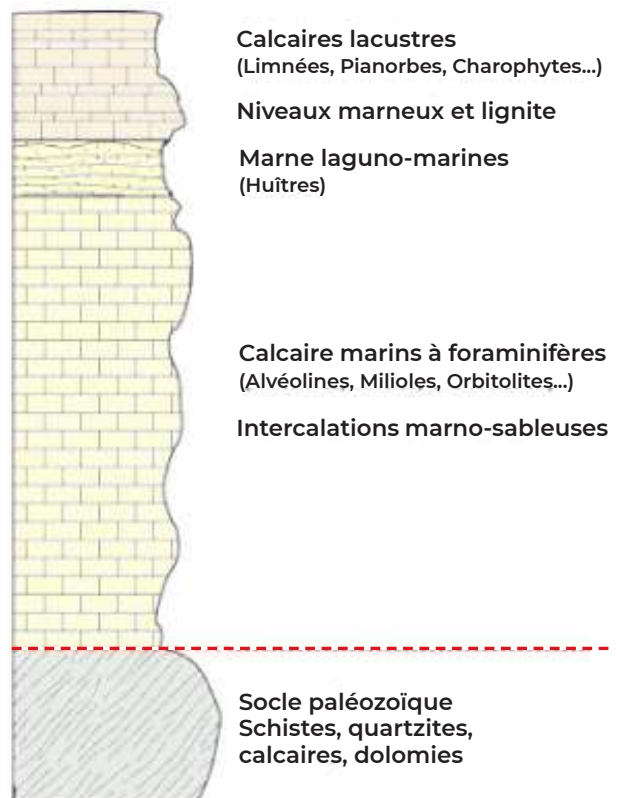 Calcaires lacustres
(Limnées, Pianorbes, Charophytes...)
Niveaux marneux et lignite
Marne laguno-marines
(Huîtres)
Calcaire marins à foraminifères
(Alvéolines, Milioles, Orbitolites...)
Intercalations marno-sableuses
Socle paléozoïque
Schistes, quartzites,
calcaires, dolomies